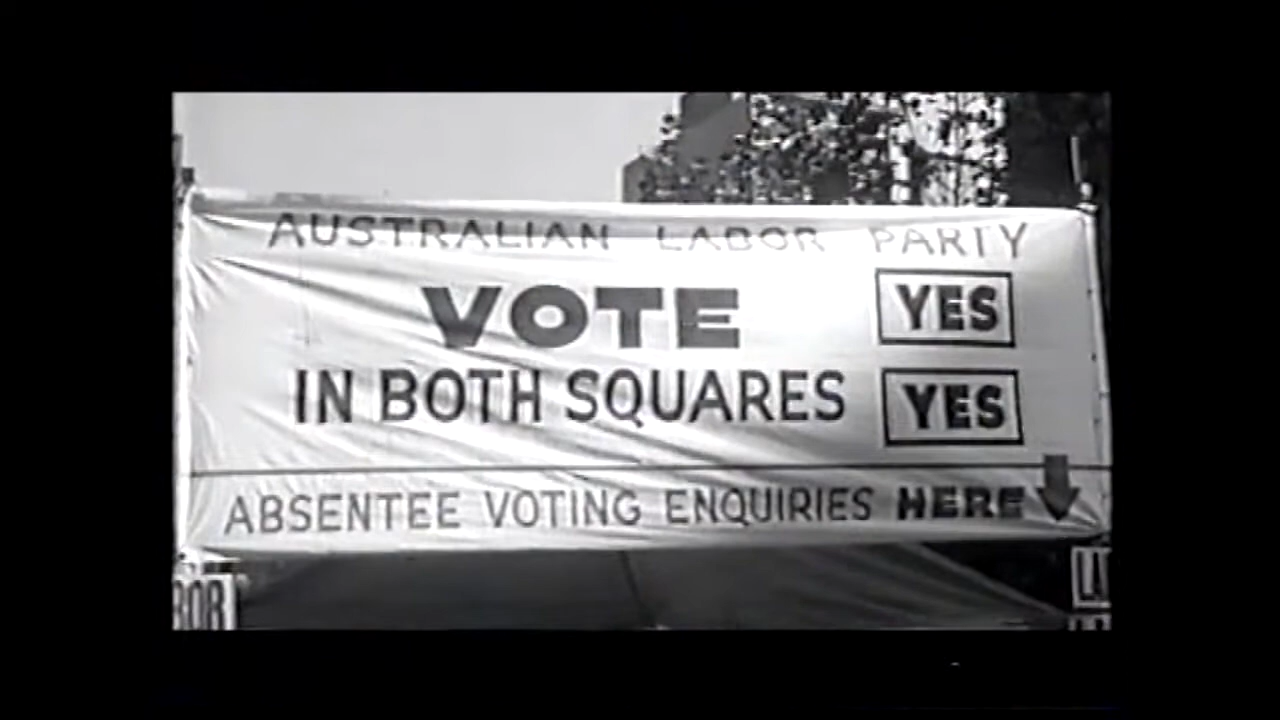 AUSTRALIAN LABOR PARTY
VOTE YES
IN BOTH SQUARES YES
ABSENTEE VOTING ENQUIRIES HERE